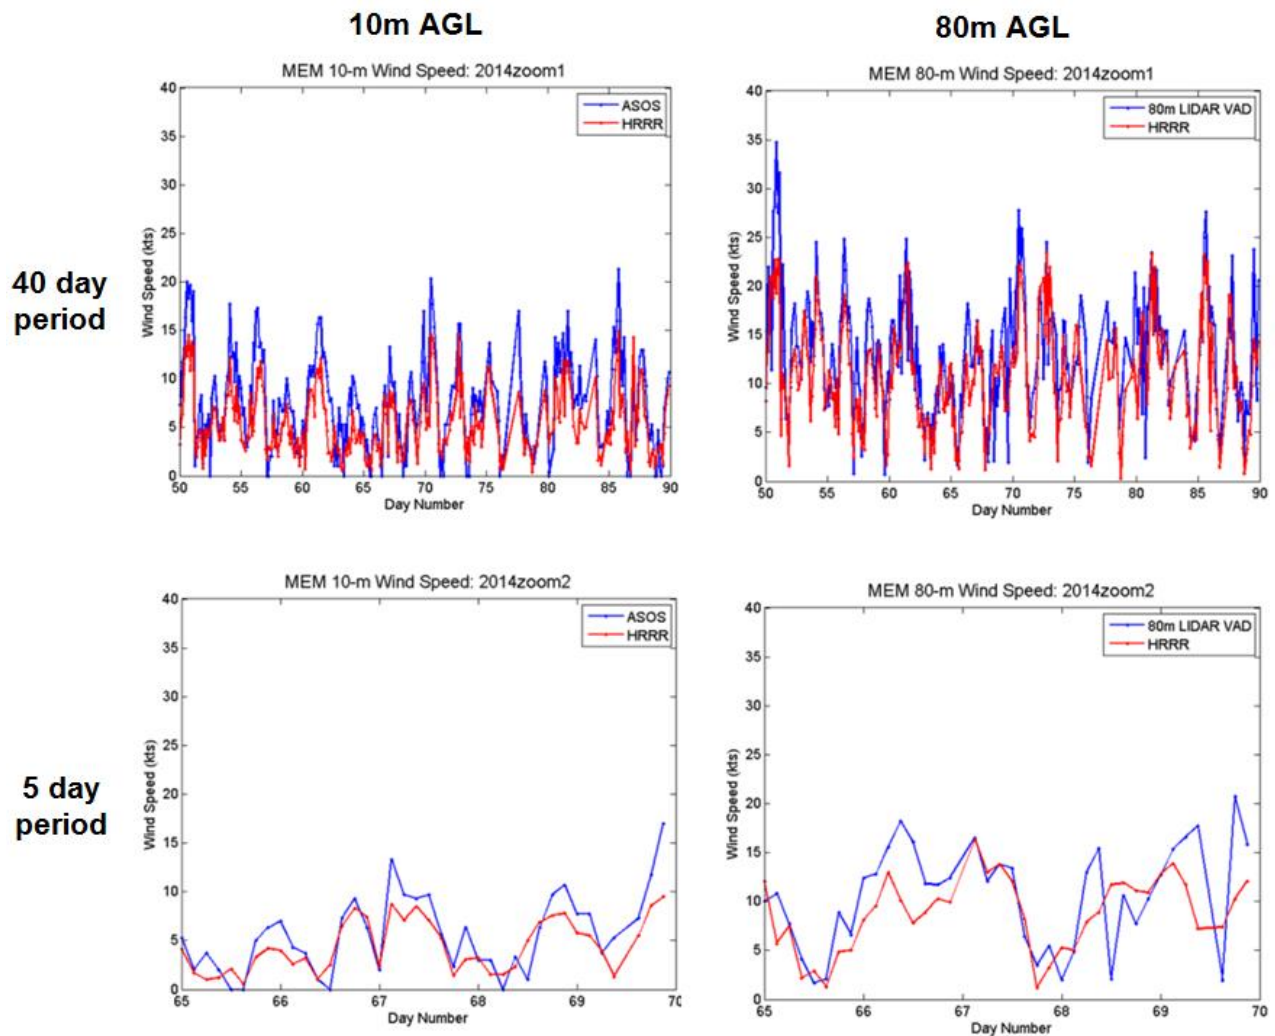 10m AGL
80m AGL
40 day
period
5 day
period
MEM 10-m Wind Speed: 2014zoom1
ASOS
HRRR
Wind Speed (kts)
40
35
30
25
20
15
10
5
0
50 55 60 65 70 75 80 85 90
Day Number
MEM 80-m Wind Speed: 2014zoom1
80m LIDAR VAD
HRRR
Wind Speed (kts)
40
35
30
25
20
15
10
5
0
50 55 60 65 70 75 80 85 90
Day Number
MEM 10-m Wind Speed: 2014zoom2
ASOS
HRRR
Wind Speed (kts)
40
35
30
25
20
15
10
5
0
65 66 67 68 69 70
Day Number
MEM 80-m Wind Speed: 2014zoom2
80m LIDAR VAD
HRRR
Wind Speed (kts)
40
35
30
25
20
15
10
5
0
65 66 67 68 69 70
Day Number